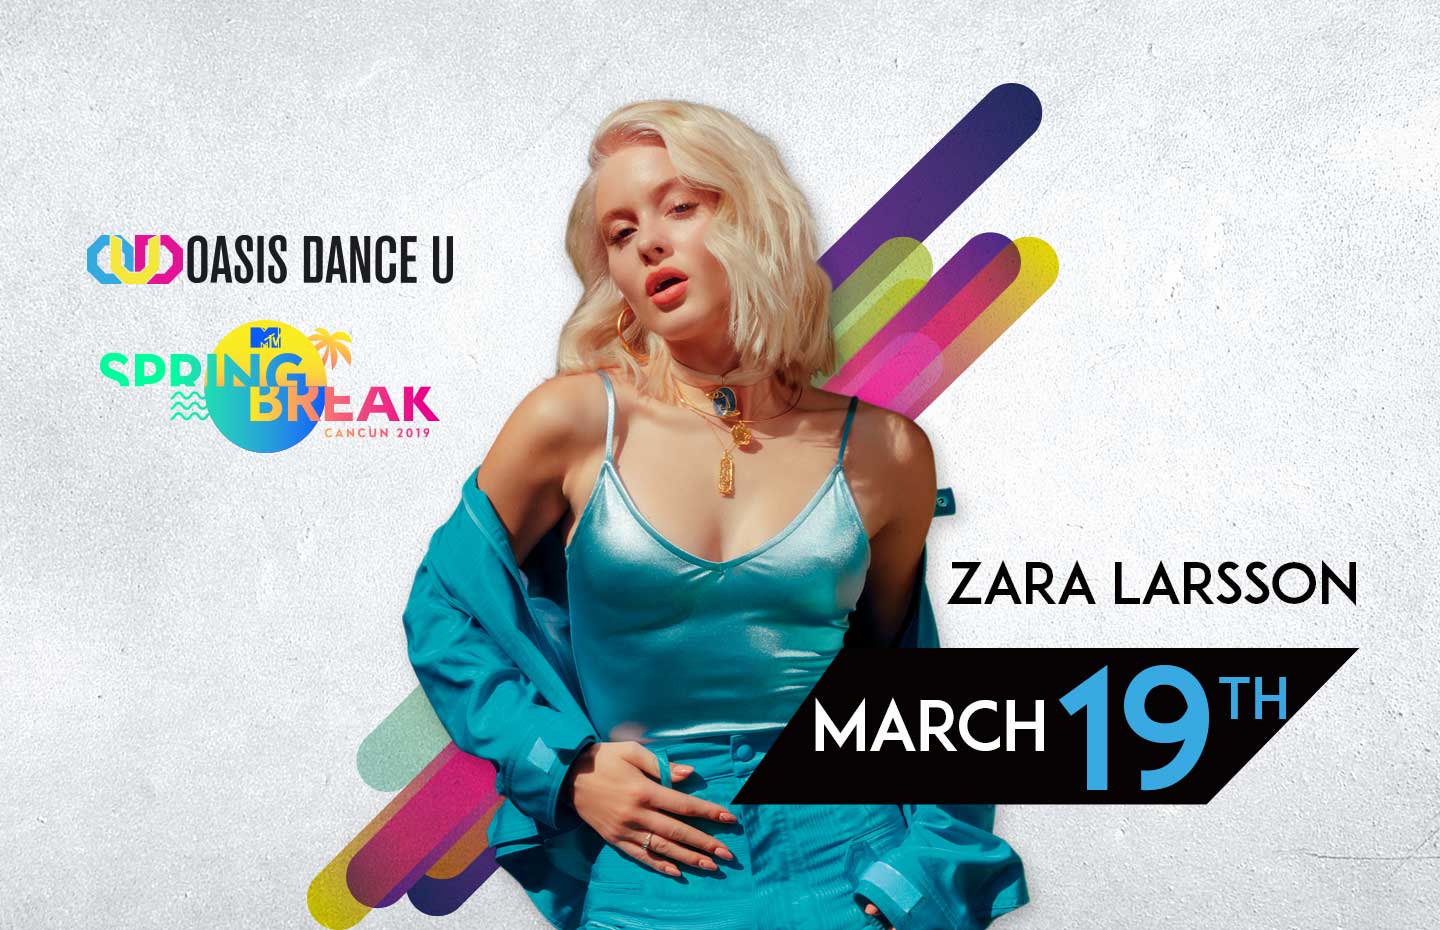 OASIS DANCE U
MTV
SPRING
BREAK
CANCUN 2019
ZARA LARSSON
MARCH 19TH